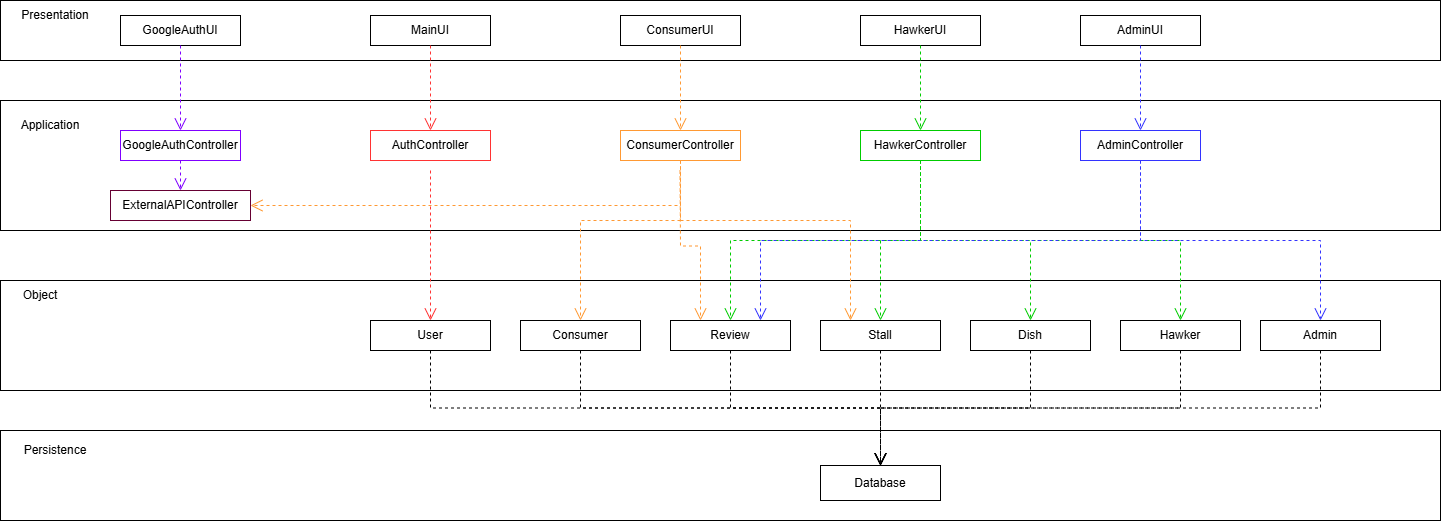 Presentation
GoogleAuthUI
MainUI
ConsumerUI
HawkerUI
AdminUI
Application
GoogleAuthController
AuthController
ConsumerController
HawkerController
AdminController
ExternalAPIController
Object
User
Consumer
Review
Stall
Dish
Hawker
Admin
Persistence
Database